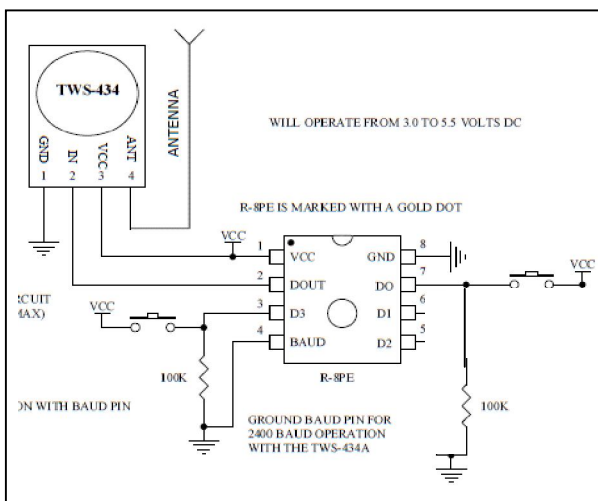 TWS-434
GND
IN
VCC
ANT
1
2
3
4
ANTENNA
WILL OPERATE FROM 3.0 TO 5.5 VOLTS DC
R-8PE IS MARKED WITH A GOLD DOT
VCC
1
VCC
GND
8
2
DOUT
DO
7
VCC
RCUIT
MAX)
VCC
3
D3
D1
6
4
BAUD
D2
5
100K
R-8PE
100K
ON WITH BAUD PIN
GROUND BAUD PIN FOR
2400 BAUD OPERATION
WITH THE TWS-434A